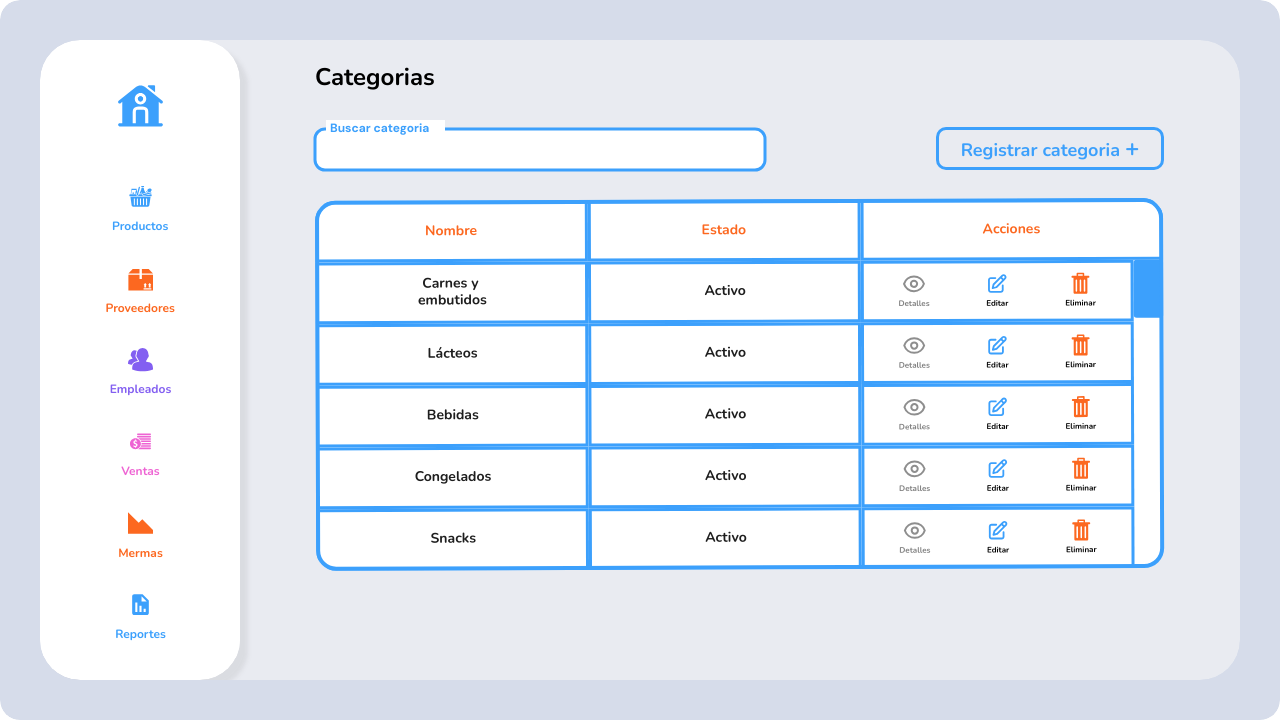 Categorias
Buscar categoria
Registrar categoria +
Productos
Proveedores
Empleados
Ventas
Mermas
Reportes
Nombre
Estado
Acciones
Carnes y
embutidos
Activo
Detalles
Editar
Eliminar
Lácteos
Activo
Detalles
Editar
Eliminar
Bebidas
Activo
Detalles
Editar
Eliminar
Congelados
Activo
Detalles
Editar
Eliminar
Snacks
Activo
Detalles
Editar
Eliminar